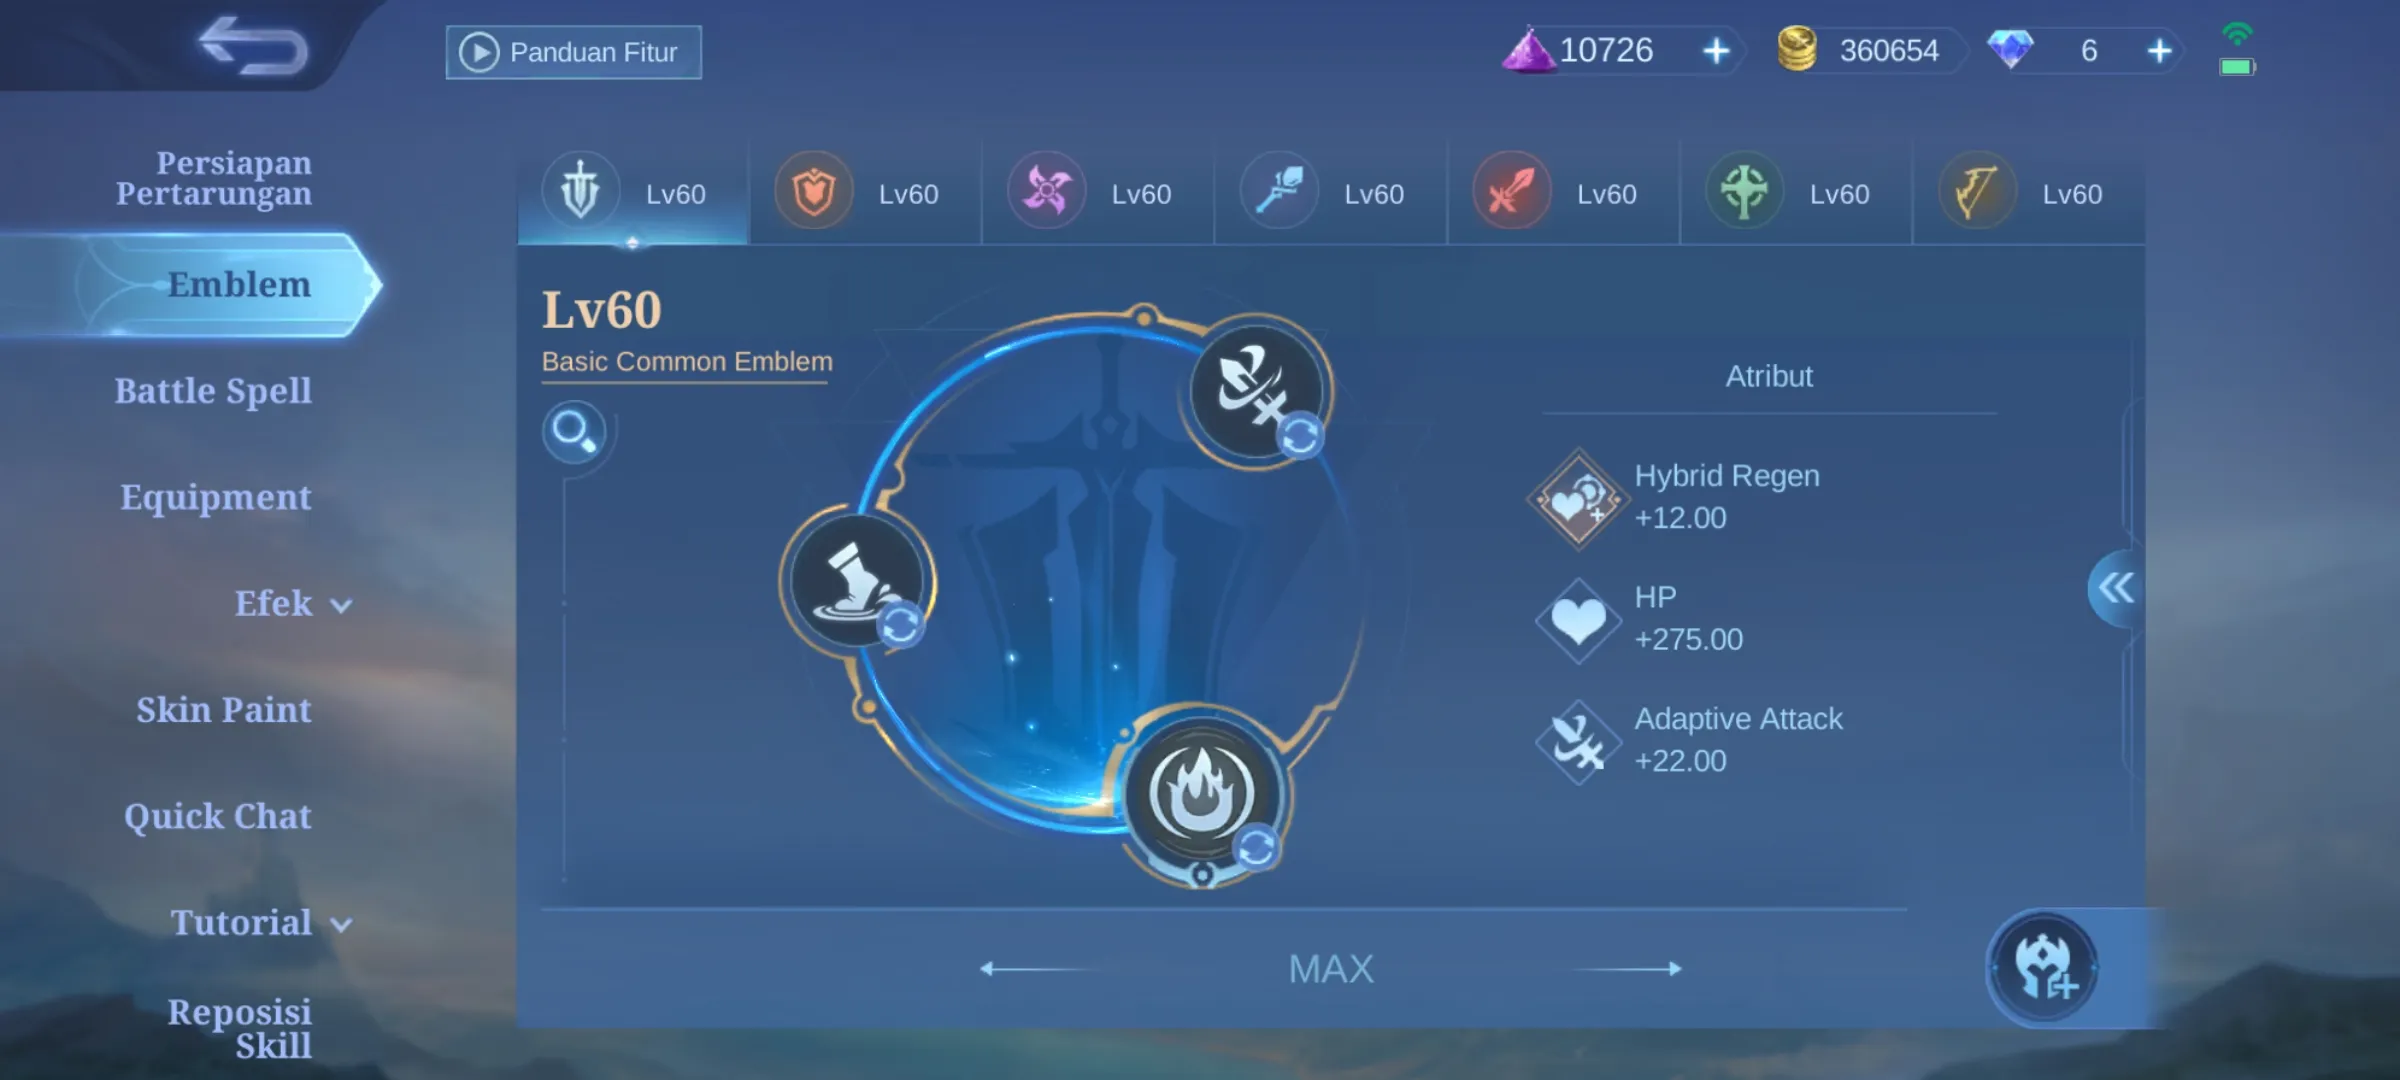 Panduan Fitur
10726
360654
6
Persiapan
Pertarungan
Emblem
Battle Spell
Equipment
Efek
Skin Paint
Quick Chat
Tutorial
Reposisi
Skill
Lv60
Lv60
Lv60
Lv60
Lv60
Lv60
Lv60
Lv60
Basic Common Emblem
Atribut
Hybrid Regen
+12.00
HP
+275.00
Adaptive Attack
+22.00
MAX